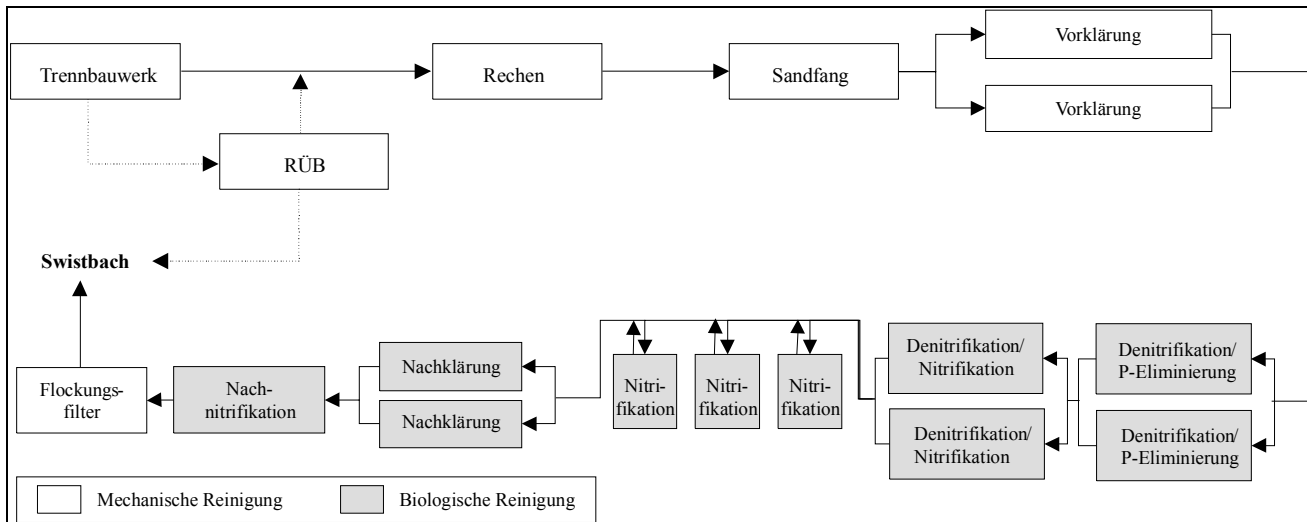 Trennbauwerk
Rechen
Sandfang
Vorklärung
Vorklärung
RÜB
Swistbach
Flockungs-
filter
Nach-
nitrifikation
Nachklärung
Nachklärung
Nitri-
fikation
Nitri-
fikation
Nitri-
fikation
Denitrifikation/
Nitrifikation
Denitrifikation/
Nitrifikation
Denitrifikation/
P-Eliminierung
Denitrifikation/
P-Eliminierung
Mechanische Reinigung
Biologische Reinigung